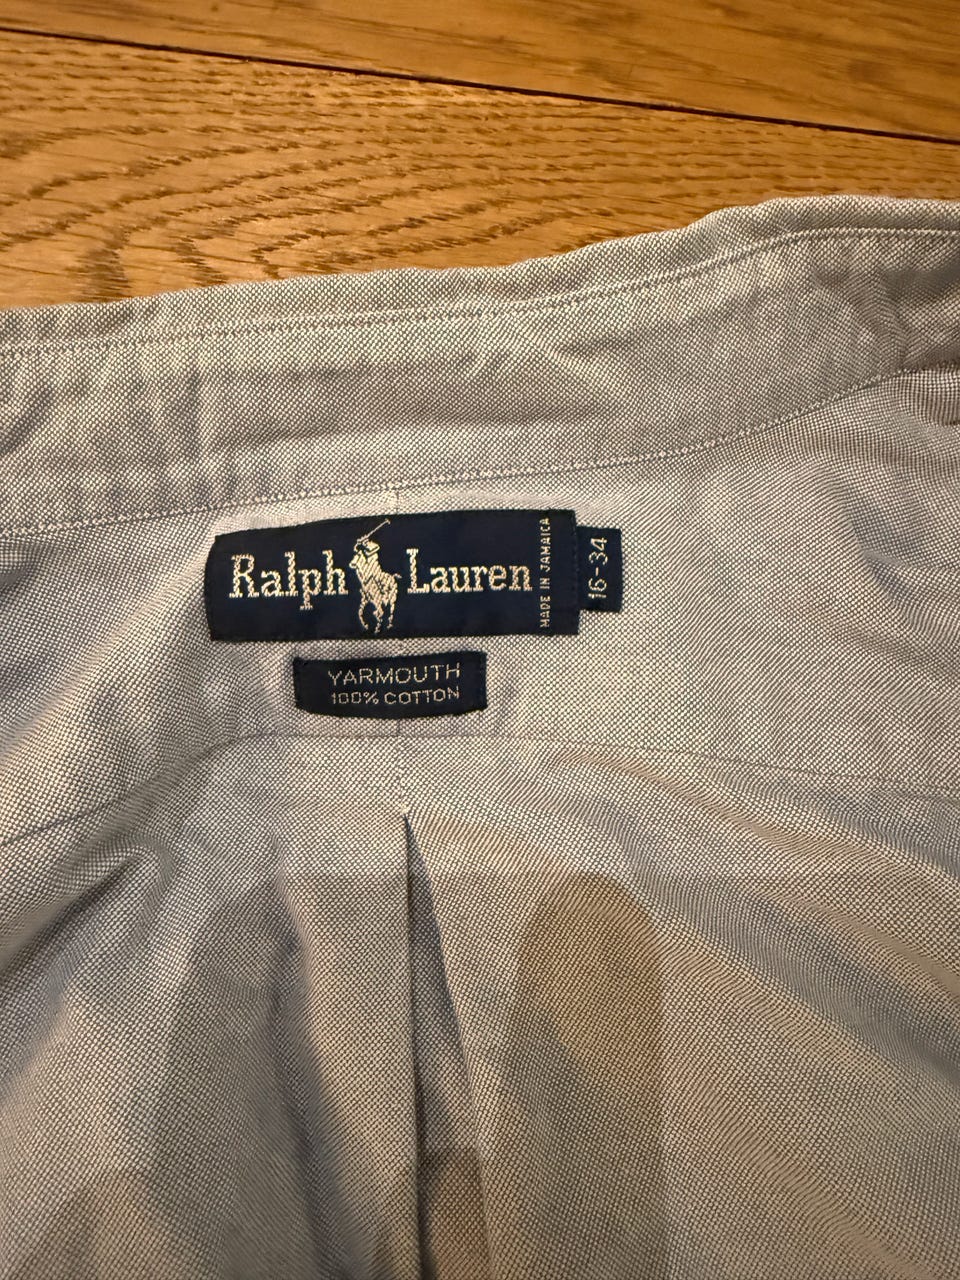 Ralph Lauren
MADE IN JAMAICA
16-34
YARMOUTH
100% COTTON